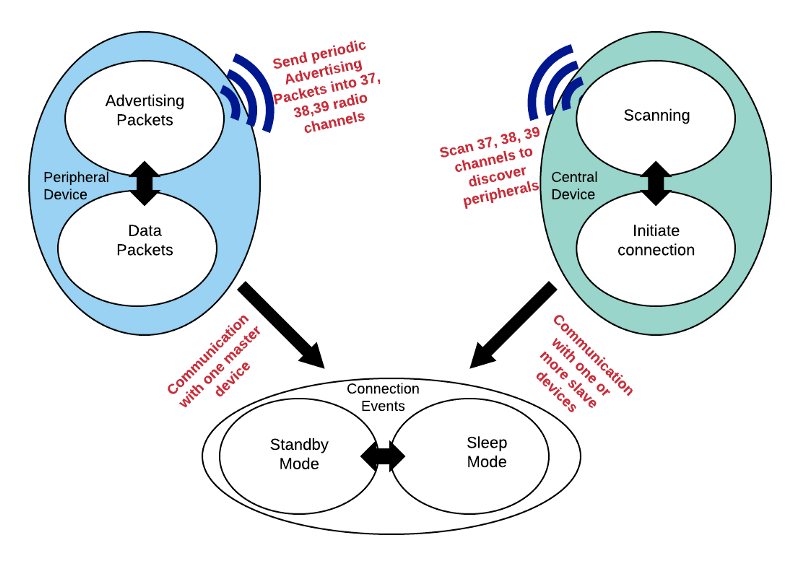 Advertising
Packets
Peripheral
Device
Data
Packets
Send periodic
Advertising
Packets into 37,
38,39 radio
channels
Scan 37, 38, 39
channels to
discover
peripherals
Scanning
Central
Device
Initiate
connection
Communication
with one master
device
Communication
with one or
more slave
devices
Connection
Events
Standby
Mode
Sleep
Mode